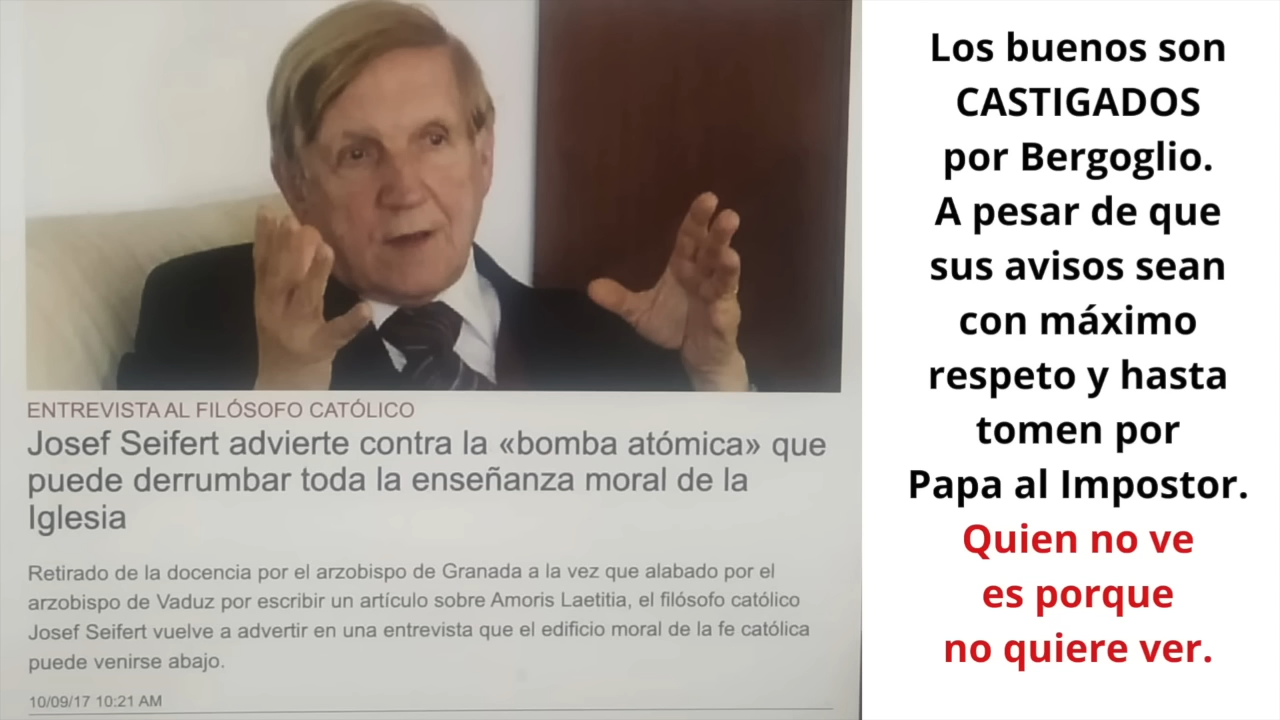 ENTREVISTA AL FILÓSOFO CATÓLICO
Josef Seifert advierte contra la «bomba atómica» que
puede derrumbar toda la enseñanza moral de la
Iglesia
Retirado de la docencia por el arzobispo de Granada a la vez que alabado por el
arzobispo de Vaduz por escribir un artículo sobre Amoris Laetitia, el filósofo católico
Josef Seifert vuelve a advertir en una entrevista que el edificio moral de la fe católica
puede venirse abajo.
10/09/17 10:21 AM
Los buenos son
CASTIGADOS
por Bergoglio.
A pesar de que
sus avisos sean
con máximo
respeto y hasta
tomen por
Papa al Impostor.
Quien no ve
es porque
no quiere ver.